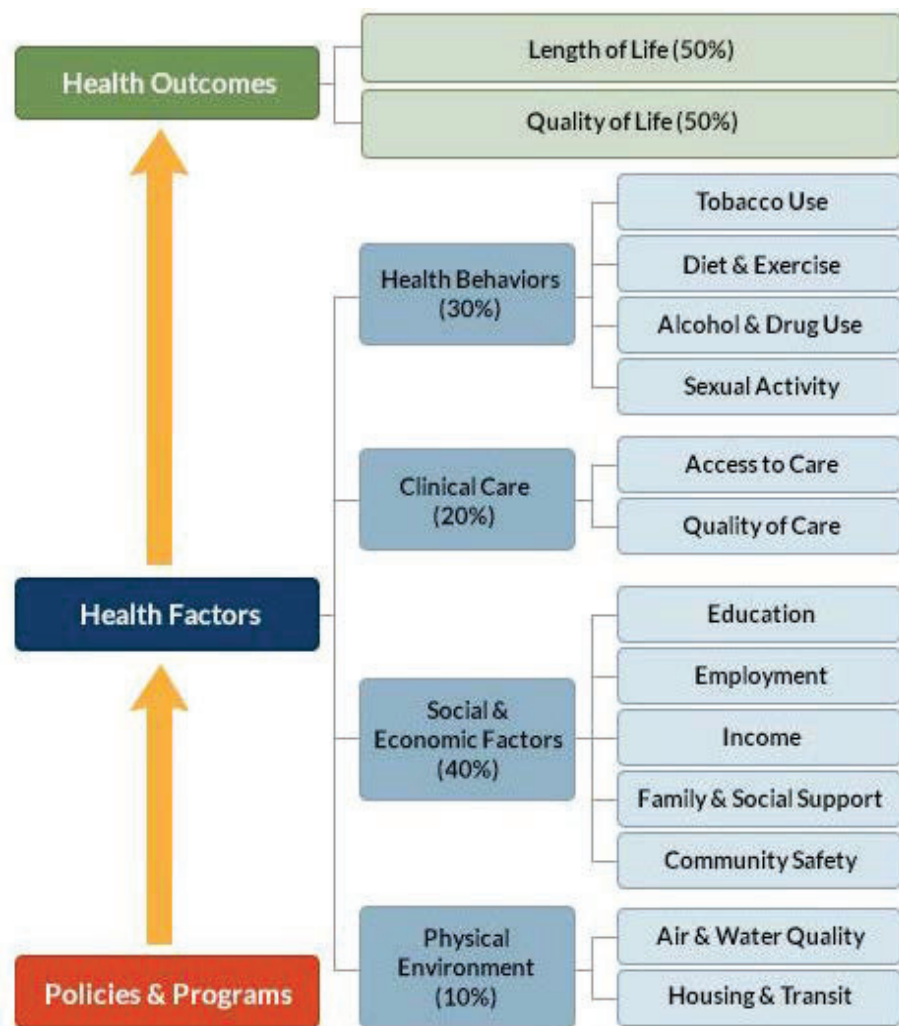 Health Outcomes
Length of Life (50%)
Quality of Life (50%)
Health Factors
Health Behaviors
(30%)
Tobacco Use
Diet & Exercise
Alcohol & Drug Use
Sexual Activity
Clinical Care
(20%)
Access to Care
Quality of Care
Social &
Economic Factors
(40%)
Education
Employment
Income
Family & Social Support
Community Safety
Physical
Environment
(10%)
Air & Water Quality
Housing & Transit
Policies & Programs